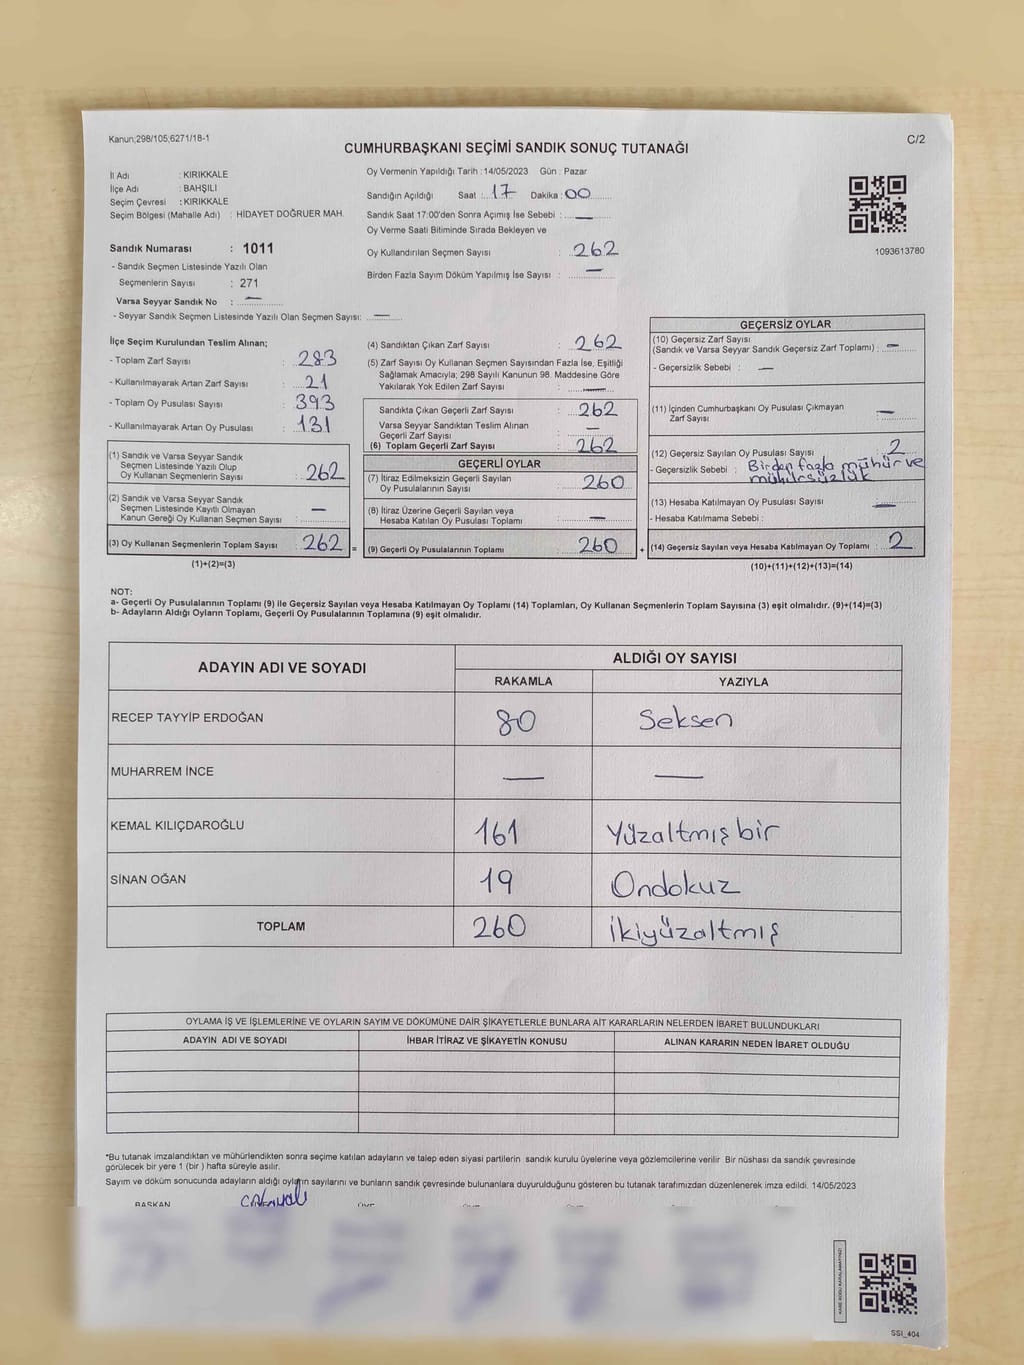 Kanun;298/105;6271/18-1
C/2
CUMHURBAŞKANI SEÇİMİ SANDIK SONUÇ TUTANAĞI
İl Adı : KIRIKKALE
İlçe Adı : BAHŞILI
Seçim Çevresi : KIRIKKALE
Seçim Bölgesi (Mahalle Adı) : HİDAYET DOĞRUER MAH.
Sandık Numarası : 1011
- Sandık Seçmen Listesinde Yazılı Olan
Seçmenlerin Sayısı : 271
Varsa Seyyar Sandık No : —
- Seyyar Sandık Seçmen Listesinde Yazılı Olan Seçmen Sayısı: —
Oy Vermenin Yapıldığı Tarih : 14/05/2023 Gün : Pazar
Sandığın Açıldığı Saat : 17 Dakika : 00
Sandık Saat 17:00'den Sonra Açımış İse Sebebi : —
Oy Verme Saati Bitiminde Sırada Bekleyen ve
Oy Kullandırılan Seçmen Sayısı : 262
Birden Fazla Sayım Döküm Yapılmış İse Sayısı : —
1093613780
İlçe Seçim Kurulundan Teslim Alınan;
- Toplam Zarf Sayısı : 283
- Kullanılmayarak Artan Zarf Sayısı : 21
- Toplam Oy Pusulası Sayısı : 393
- Kullanılmayarak Artan Oy Pusulası : 131
(1) Sandık ve Varsa Seyyar Sandık
Seçmen Listesinde Yazılı Olup
Oy Kullanan Seçmenlerin Sayısı : 262
(2) Sandık ve Varsa Seyyar Sandık
Seçmen Listesinde Kayıtlı Olmayan
Kanun Gereği Oy Kullanan Seçmen Sayısı : —
(3) Oy Kullanan Seçmenlerin Toplam Sayısı : 262
(1)+(2)=(3)
=
(4) Sandıktan Çıkan Zarf Sayısı : 262
(5) Zarf Sayısı Oy Kullanan Seçmen Sayısından Fazla İse, Eşitliği
Sağlamak Amacıyla; 298 Sayılı Kanunun 98. Maddesine Göre
Yakılarak Yok Edilen Zarf Sayısı : —
Sandıkta Çıkan Geçerli Zarf Sayısı : 262
Varsa Seyyar Sandıktan Teslim Alınan
Geçerli Zarf Sayısı : —
(6) Toplam Geçerli Zarf Sayısı : 262
GEÇERLİ OYLAR
(7) İtiraz Edilmeksizin Geçerli Sayılan
Oy Pusulalarının Sayısı : 260
(8) İtiraz Üzerine Geçerli Sayılan veya
Hesaba Katılan Oy Pusulası Toplamı : —
(9) Geçerli Oy Pusulalarının Toplamı : 260
+
GEÇERSİZ OYLAR
(10) Geçersiz Zarf Sayısı
(Sandık ve Varsa Seyyar Sandık Geçersiz Zarf Toplamı) : —
- Geçersizlik Sebebi : —
(11) İçinden Cumhurbaşkanı Oy Pusulası Çıkmayan
Zarf Sayısı : —
(12) Geçersiz Sayılan Oy Pusulası Sayısı : 2
- Geçersizlik Sebebi : Birden fazla mühür ve
mühürsüzlük
(13) Hesaba Katılmayan Oy Pusulası Sayısı : —
- Hesaba Katılmama Sebebi :
(14) Geçersiz Sayılan veya Hesaba Katılmayan Oy Toplamı : 2
(10)+(11)+(12)+(13)=(14)
NOT:
a- Geçerli Oy Pusulalarının Toplamı (9) ile Geçersiz Sayılan veya Hesaba Katılmayan Oy Toplamı (14) Toplamları, Oy Kullanan Seçmenlerin Toplam Sayısına (3) eşit olmalıdır. (9)+(14)=(3)
b- Adayların Aldığı Oyların Toplamı, Geçerli Oy Pusulalarının Toplamına (9) eşit olmalıdır.
ADAYIN ADI VE SOYADI
ALDIĞI OY SAYISI
RAKAMLA YAZIYLA
RECEP TAYYİP ERDOĞAN 80 Seksen
MUHARREM İNCE — —
KEMAL KILIÇDAROĞLU 161 Yüzaltmış bir
SİNAN OĞAN 19 Ondokuz
TOPLAM 260 İkiyüzaltmış
OYLAMA İŞ VE İŞLEMLERİNE VE OYLARIN SAYIM VE DÖKÜMÜNE DAİR ŞİKAYETLERLE BUNLARA AİT KARARLARIN NELERDEN İBARET BULUNDUKLARI
ADAYIN ADI VE SOYADI İHBAR İTİRAZ VE ŞİKAYETİN KONUSU ALINAN KARARIN NEDEN İBARET OLDUĞU
*Bu tutanak imzalandıktan ve mühürlendikten sonra seçime katılan adayların ve talep eden siyasi partilerin sandık kurulu üyelerine veya gözlemcilerine verilir. Bir nüshası da sandık çevresinde
görülecek bir yere 1 (bir ) hafta süreyle asılır.
Sayım ve döküm sonucunda adayların aldığı oyların sayılarını ve bunların sandık çevresinde bulunanlara duyurulduğunu gösteren bu tutanak tarafımızdan düzenlenerek imza edildi. 14/05/2023
BAŞKAN
SSİ_404